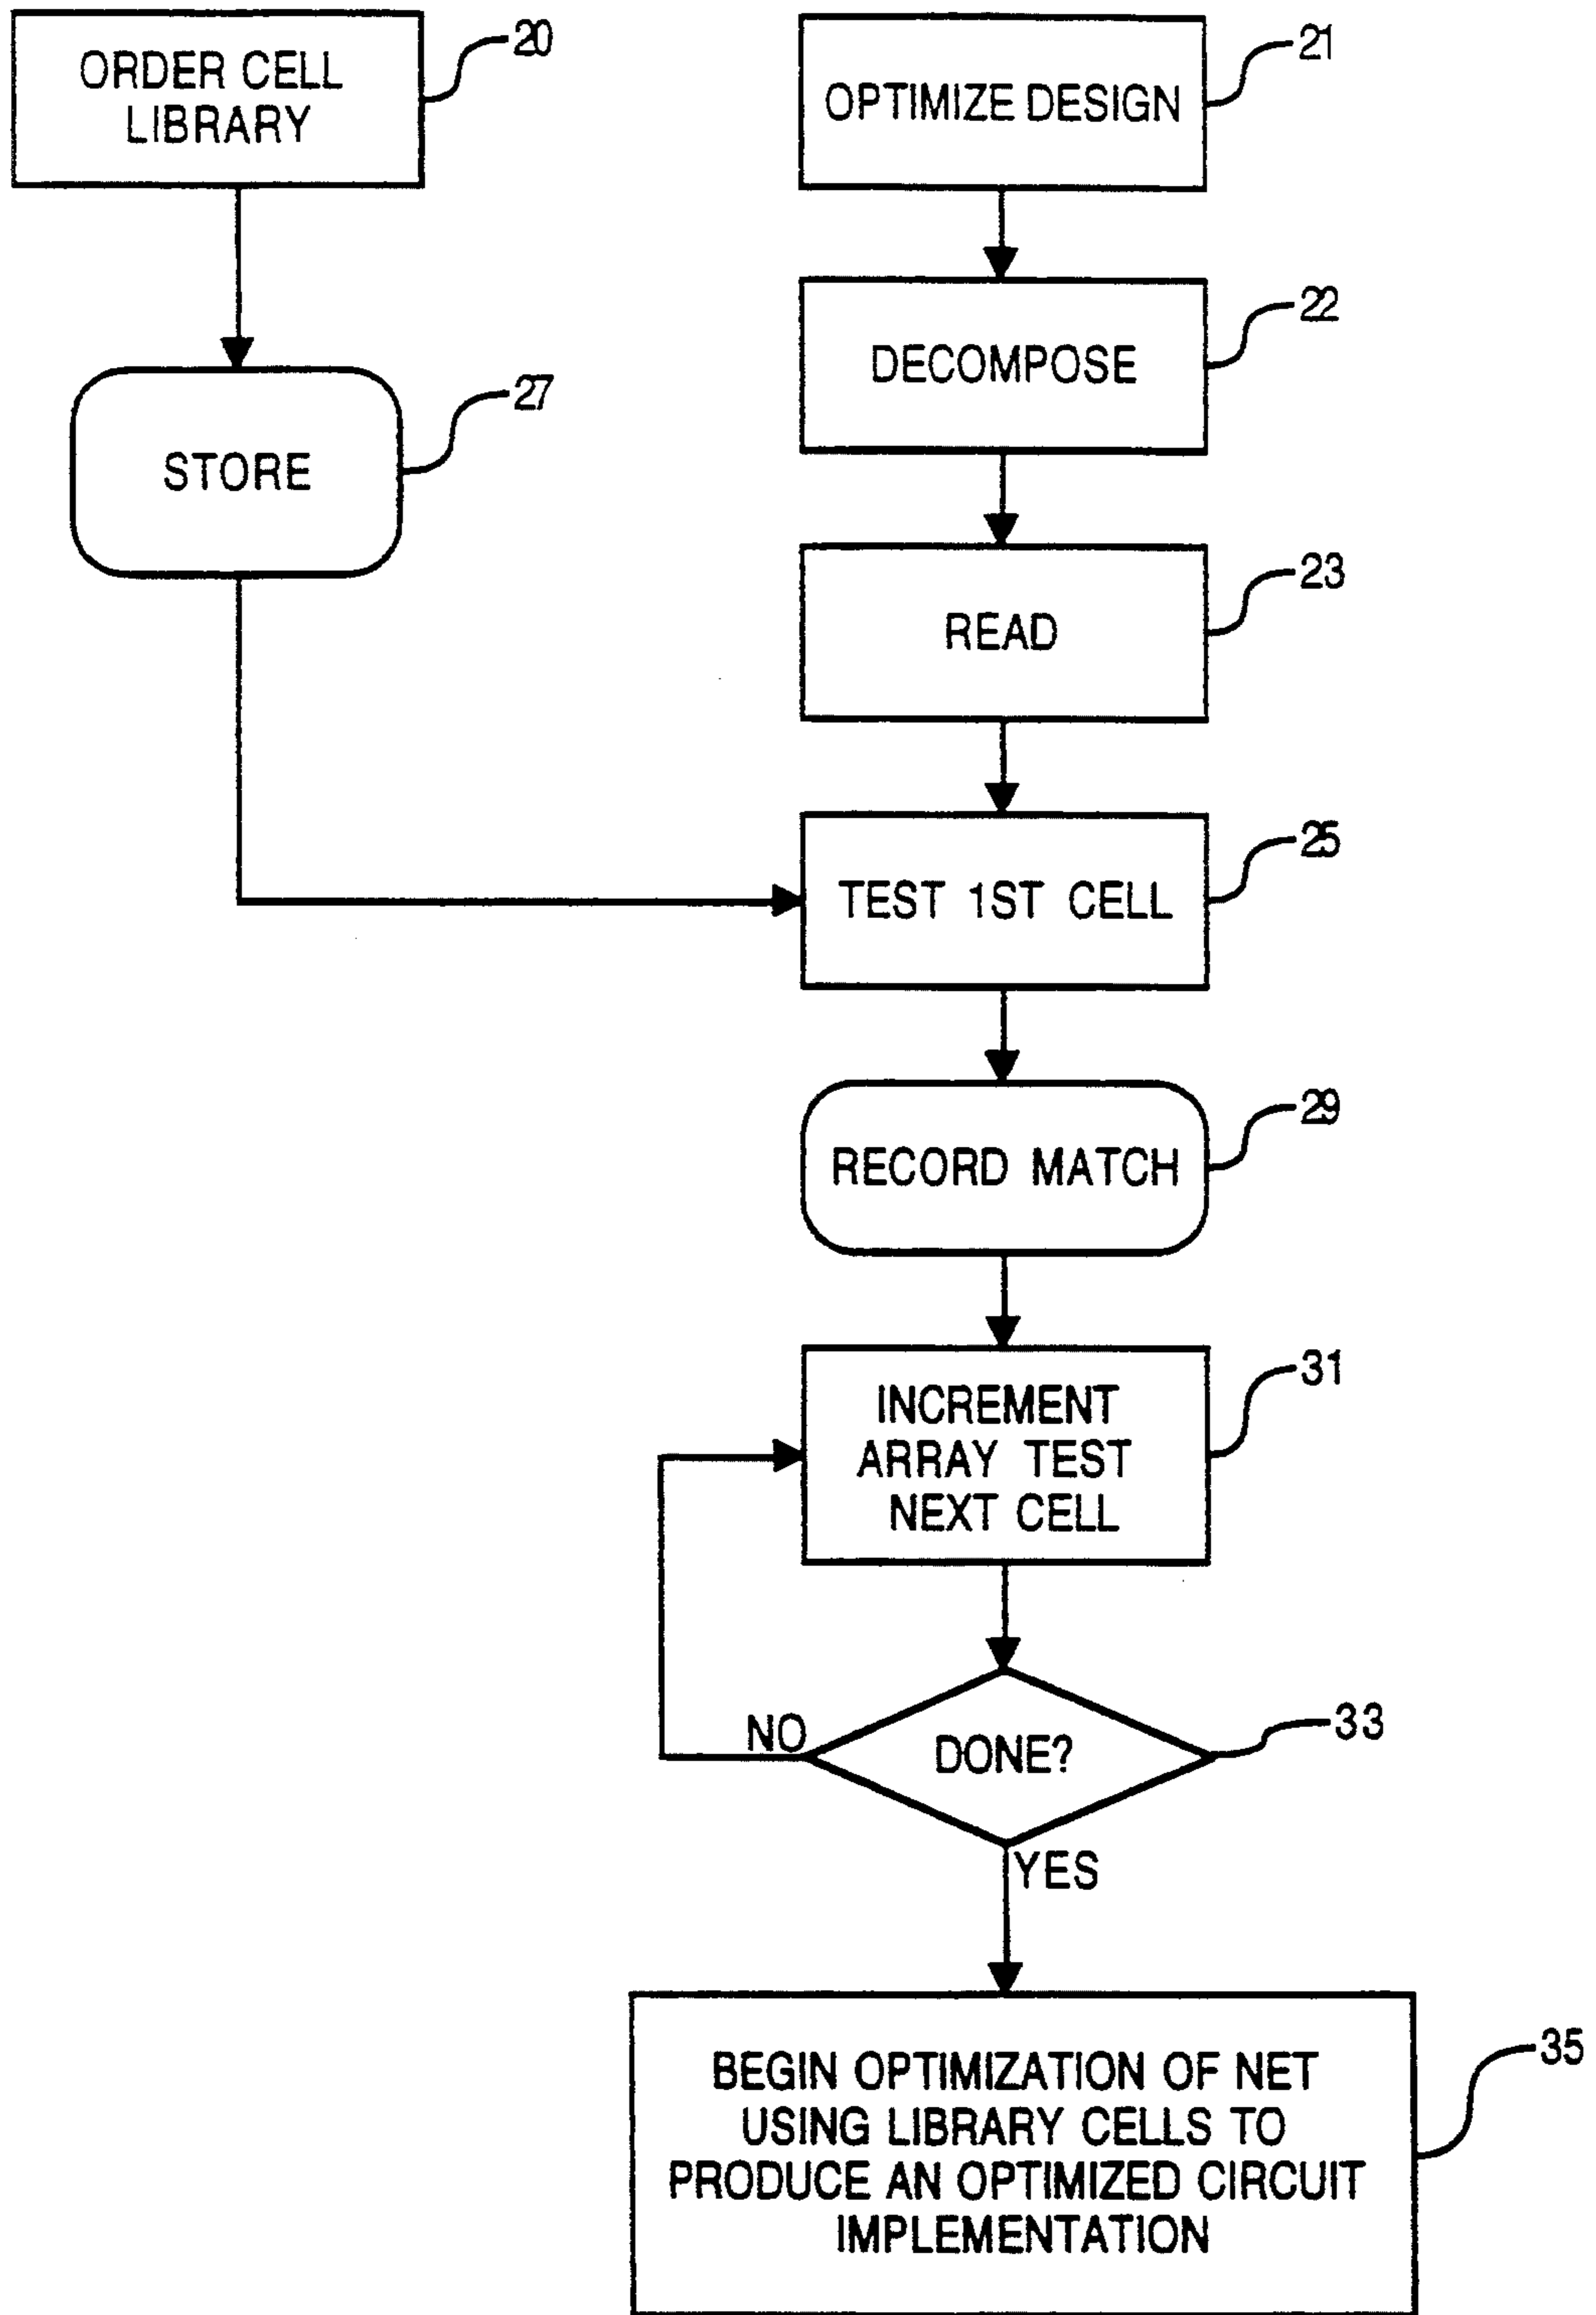 ORDER CELL
LIBRARY
20
STORE
27
OPTIMIZE DESIGN
21
DECOMPOSE
22
READ
23
TEST 1ST CELL
25
RECORD MATCH
29
INCREMENT
ARRAY TEST
NEXT CELL
31
DONE?
33
NO
YES
BEGIN OPTIMIZATION OF NET
USING LIBRARY CELLS TO
PRODUCE AN OPTIMIZED CIRCUIT
IMPLEMENTATION
35